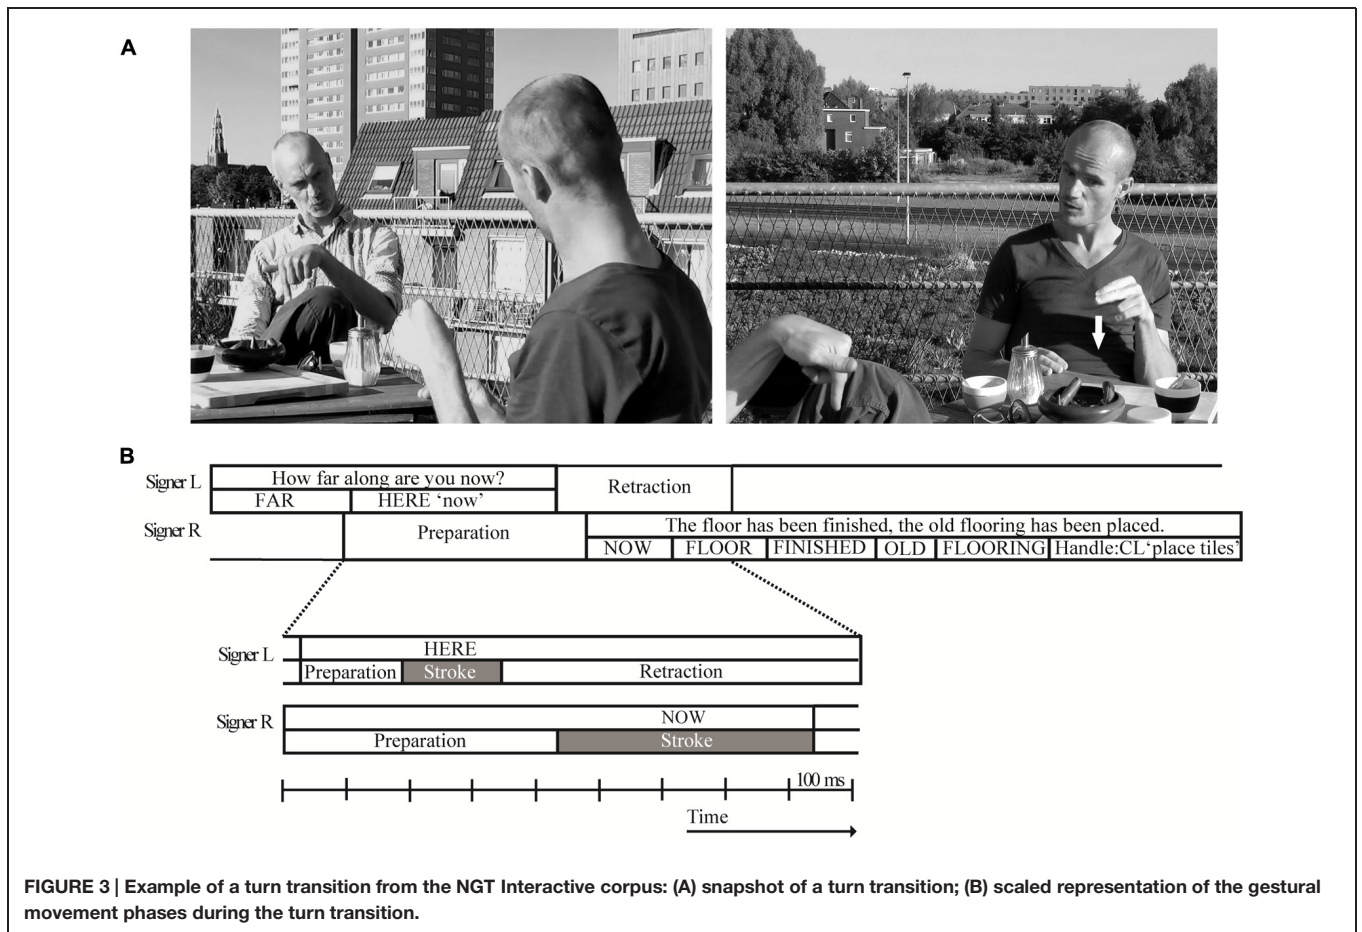 A
B
Signer L
How far along are you now?
FAR
HERE ‘now’
Retraction
Signer R
Preparation
The floor has been finished, the old flooring has been placed.
NOW
FLOOR
FINISHED
OLD
FLOORING
Handle:CL‘place tiles’
Signer L
HERE
Preparation
Stroke
Retraction
Signer R
NOW
Preparation
Stroke
100 ms
Time
FIGURE 3 | Example of a turn transition from the NGT Interactive corpus: (A) snapshot of a turn transition; (B) scaled representation of the gestural
movement phases during the turn transition.